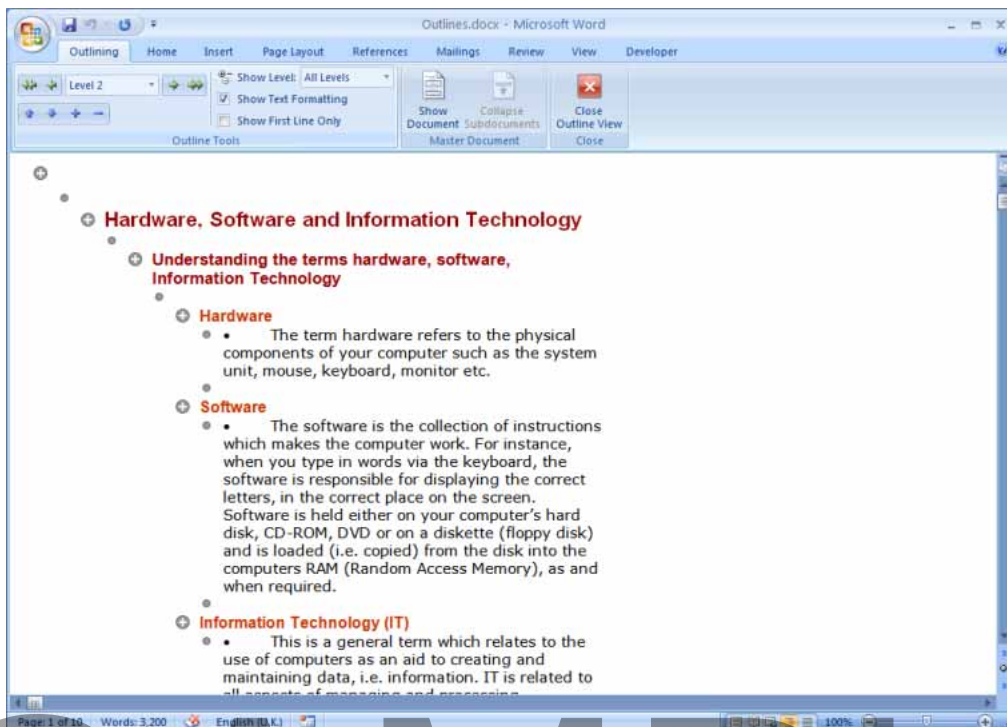 Outlines.docx - Microsoft Word
Outlining Home Insert Page Layout References Mailings Review View Developer
Level 2
Show Level: All Levels
Show Text Formatting
Show First Line Only
Outline Tools
Show Document
Collapse Subdocuments
Master Document
Close Outline View
Close
Hardware, Software and Information Technology
Understanding the terms hardware, software,
Information Technology
Hardware
• The term hardware refers to the physical
components of your computer such as the system
unit, mouse, keyboard, monitor etc.
Software
• The software is the collection of instructions
which makes the computer work. For instance,
when you type in words via the keyboard, the
software is responsible for displaying the correct
letters, in the correct place on the screen.
Software is held either on your computer's hard
disk, CD-ROM, DVD or on a diskette (floppy disk)
and is loaded (i.e. copied) from the disk into the
computers RAM (Random Access Memory), as and
when required.
Information Technology (IT)
• This is a general term which relates to the
use of computers as an aid to creating and
maintaining data, i.e. information. IT is related to
all aspects of managing and processing
Page: 1 of 10 Words: 3,200 English (U.K.) 100%